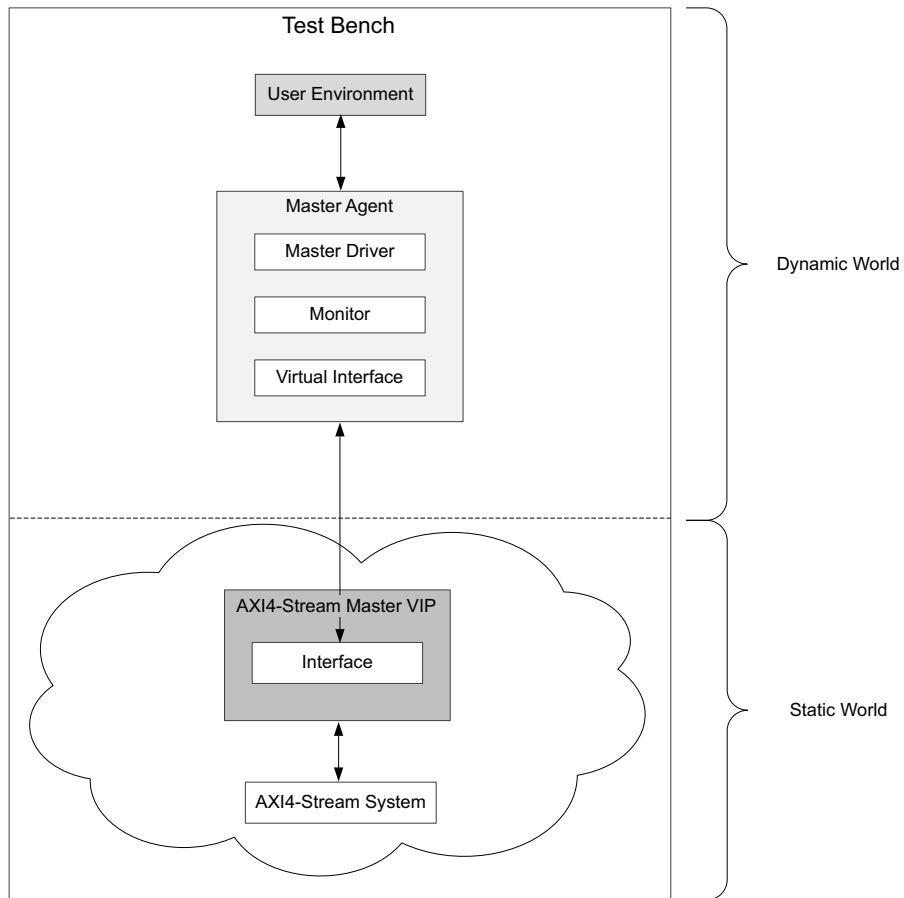 Test Bench
User Environment
Master Agent
Master Driver
Monitor
Virtual Interface
Dynamic World
AXI4-Stream Master VIP
Interface
AXI4-Stream System
Static World